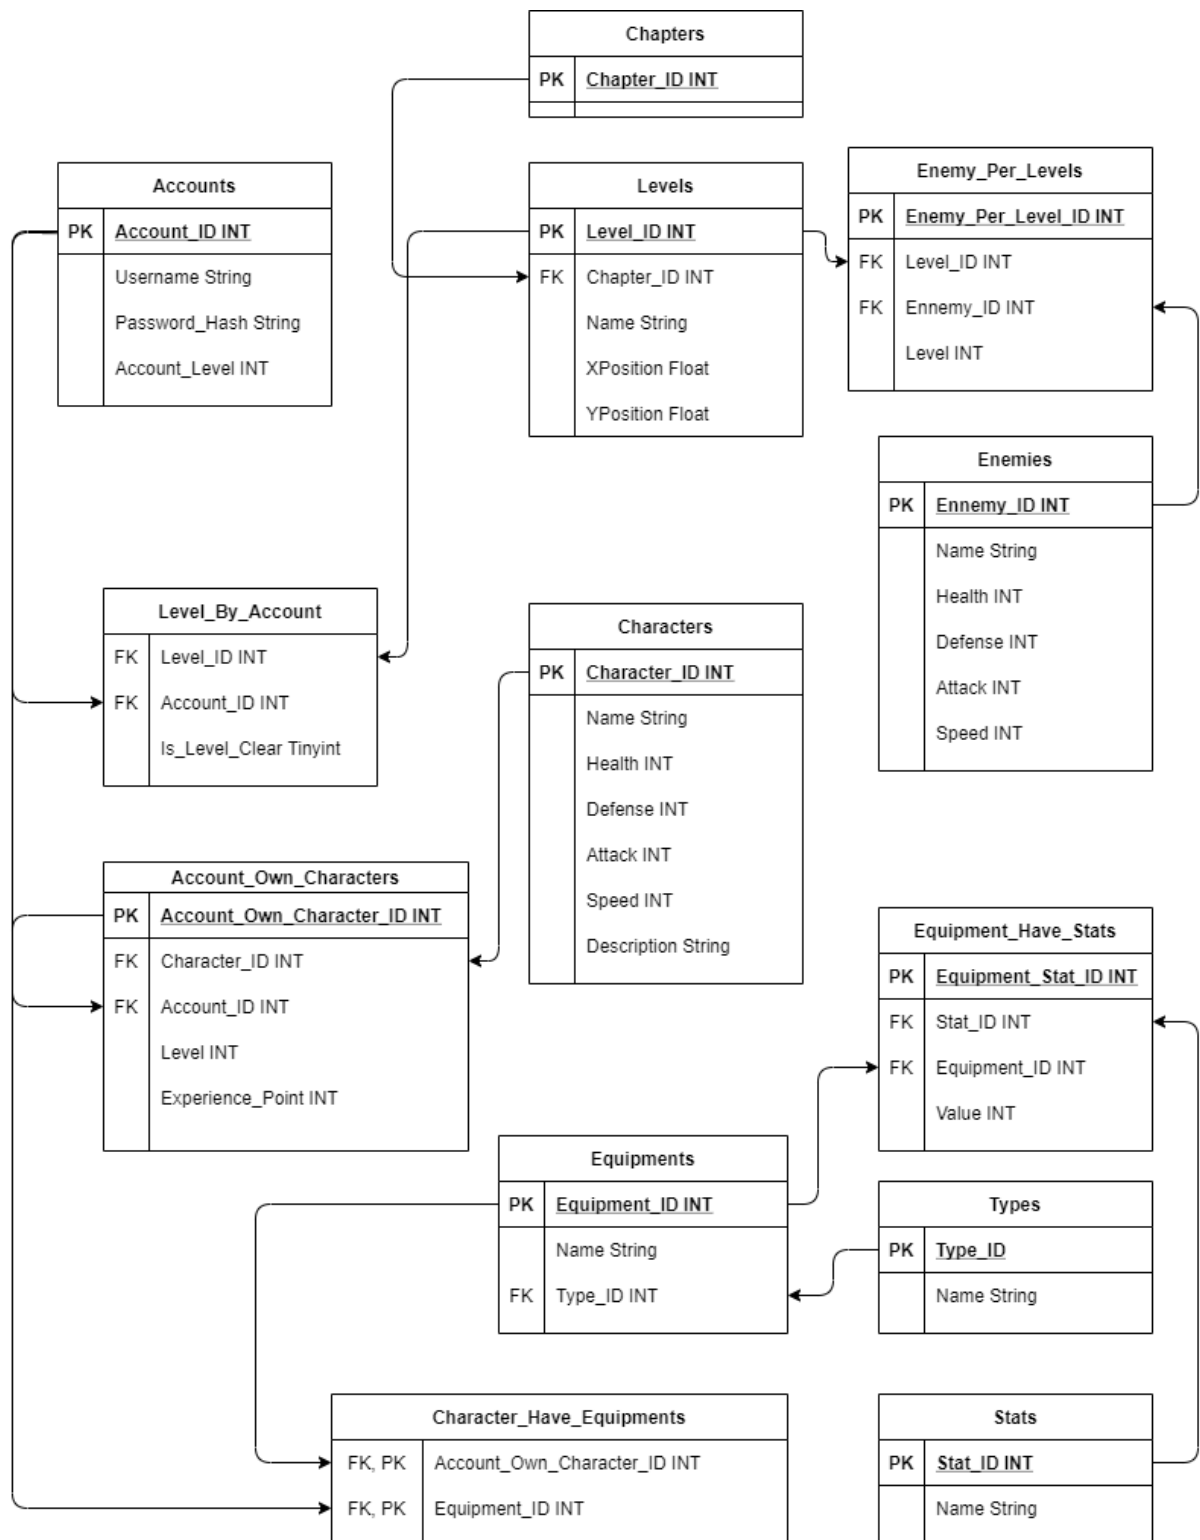 Chapters
PK Chapter_ID INT
Accounts
PK Account_ID INT
Username String
Password_Hash String
Account_Level INT
Levels
PK Level_ID INT
FK Chapter_ID INT
Name String
XPosition Float
YPosition Float
Enemy_Per_Levels
PK Enemy_Per_Level_ID INT
FK Level_ID INT
FK Ennemy_ID INT
Level INT
Enemies
PK Ennemy_ID INT
Name String
Health INT
Defense INT
Attack INT
Speed INT
Level_By_Account
FK Level_ID INT
FK Account_ID INT
Is_Level_Clear Tinyint
Characters
PK Character_ID INT
Name String
Health INT
Defense INT
Attack INT
Speed INT
Description String
Account_Own_Characters
PK Account_Own_Character_ID INT
FK Character_ID INT
FK Account_ID INT
Level INT
Experience_Point INT
Equipment_Have_Stats
PK Equipment_Stat_ID INT
FK Stat_ID INT
FK Equipment_ID INT
Value INT
Equipments
PK Equipment_ID INT
Name String
FK Type_ID INT
Types
PK Type_ID
Name String
Character_Have_Equipments
FK, PK Account_Own_Character_ID INT
FK, PK Equipment_ID INT
Stats
PK Stat_ID INT
Name String